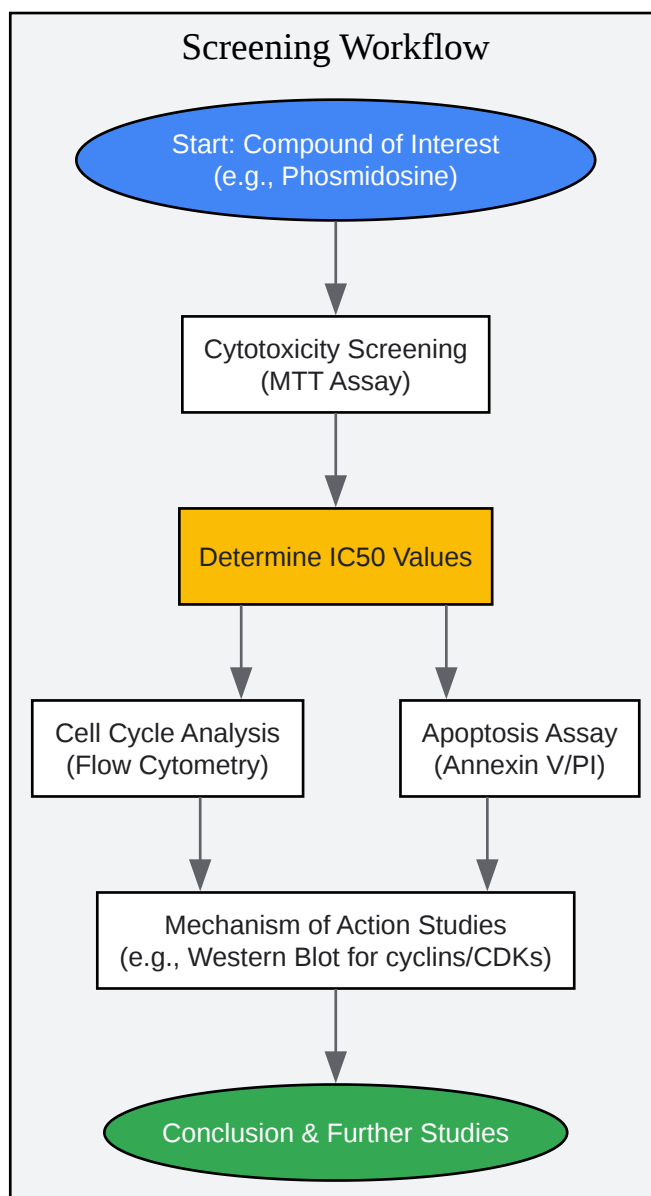 Screening Workflow
Start: Compound of Interest
(e.g., Phosmidosine)
Cytotoxicity Screening
(MTT Assay)
Determine IC50 Values
Cell Cycle Analysis
(Flow Cytometry)
Apoptosis Assay
(Annexin V/PI)
Mechanism of Action Studies
(e.g., Western Blot for cyclins/CDKs)
Conclusion & Further Studies